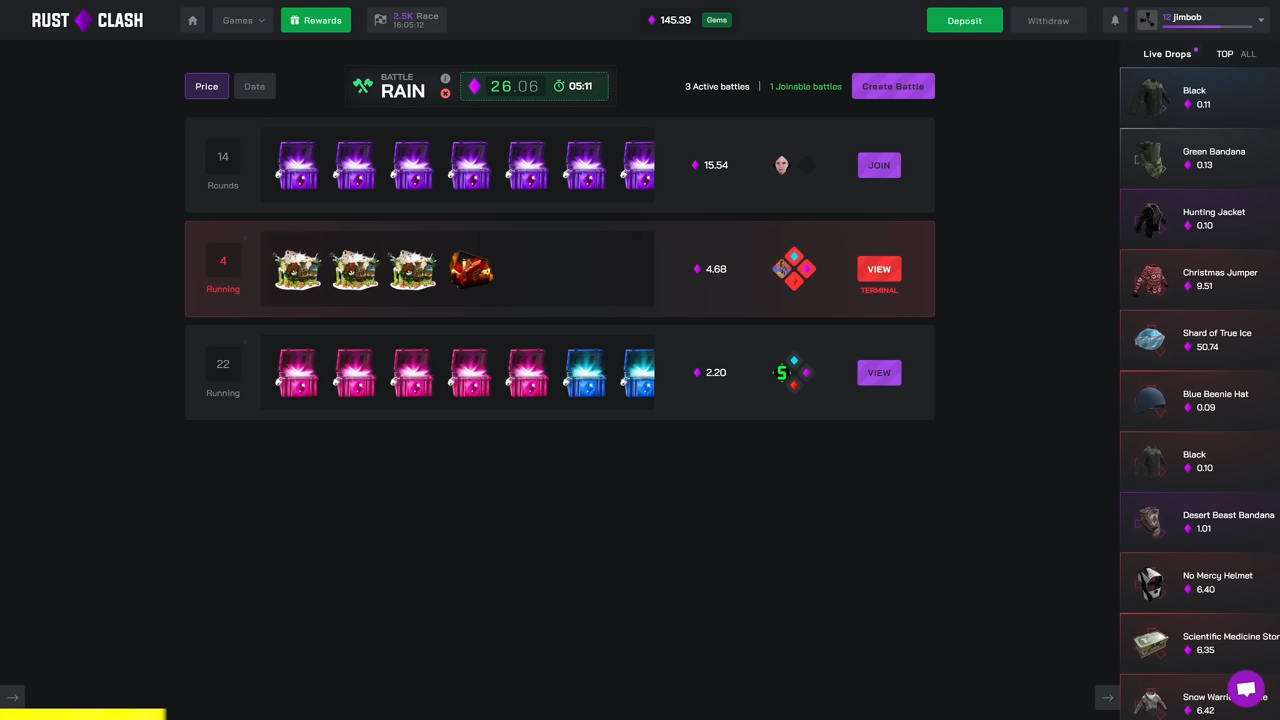 RUST CLASH
Games
Rewards
2.5K Race
16:05:12
145.39
Gems
Deposit
Withdraw
12 jimbob
Price
Date
BATTLE
RAIN
26.06
05:11
3 Active battles
1 Joinable battles
Create Battle
14
Rounds
15.54
JOIN
4
Running
4.68
VIEW
TERMINAL
22
Running
2.20
VIEW
Live Drops
TOP
ALL
Black
0.11
Green Bandana
0.13
Hunting Jacket
0.10
Christmas Jumper
9.51
Shard of True Ice
50.74
Blue Beenie Hat
0.09
Black
0.10
Desert Beast Bandana
1.01
No Mercy Helmet
6.40
Scientific Medicine Stor
6.35
Snow
6.42